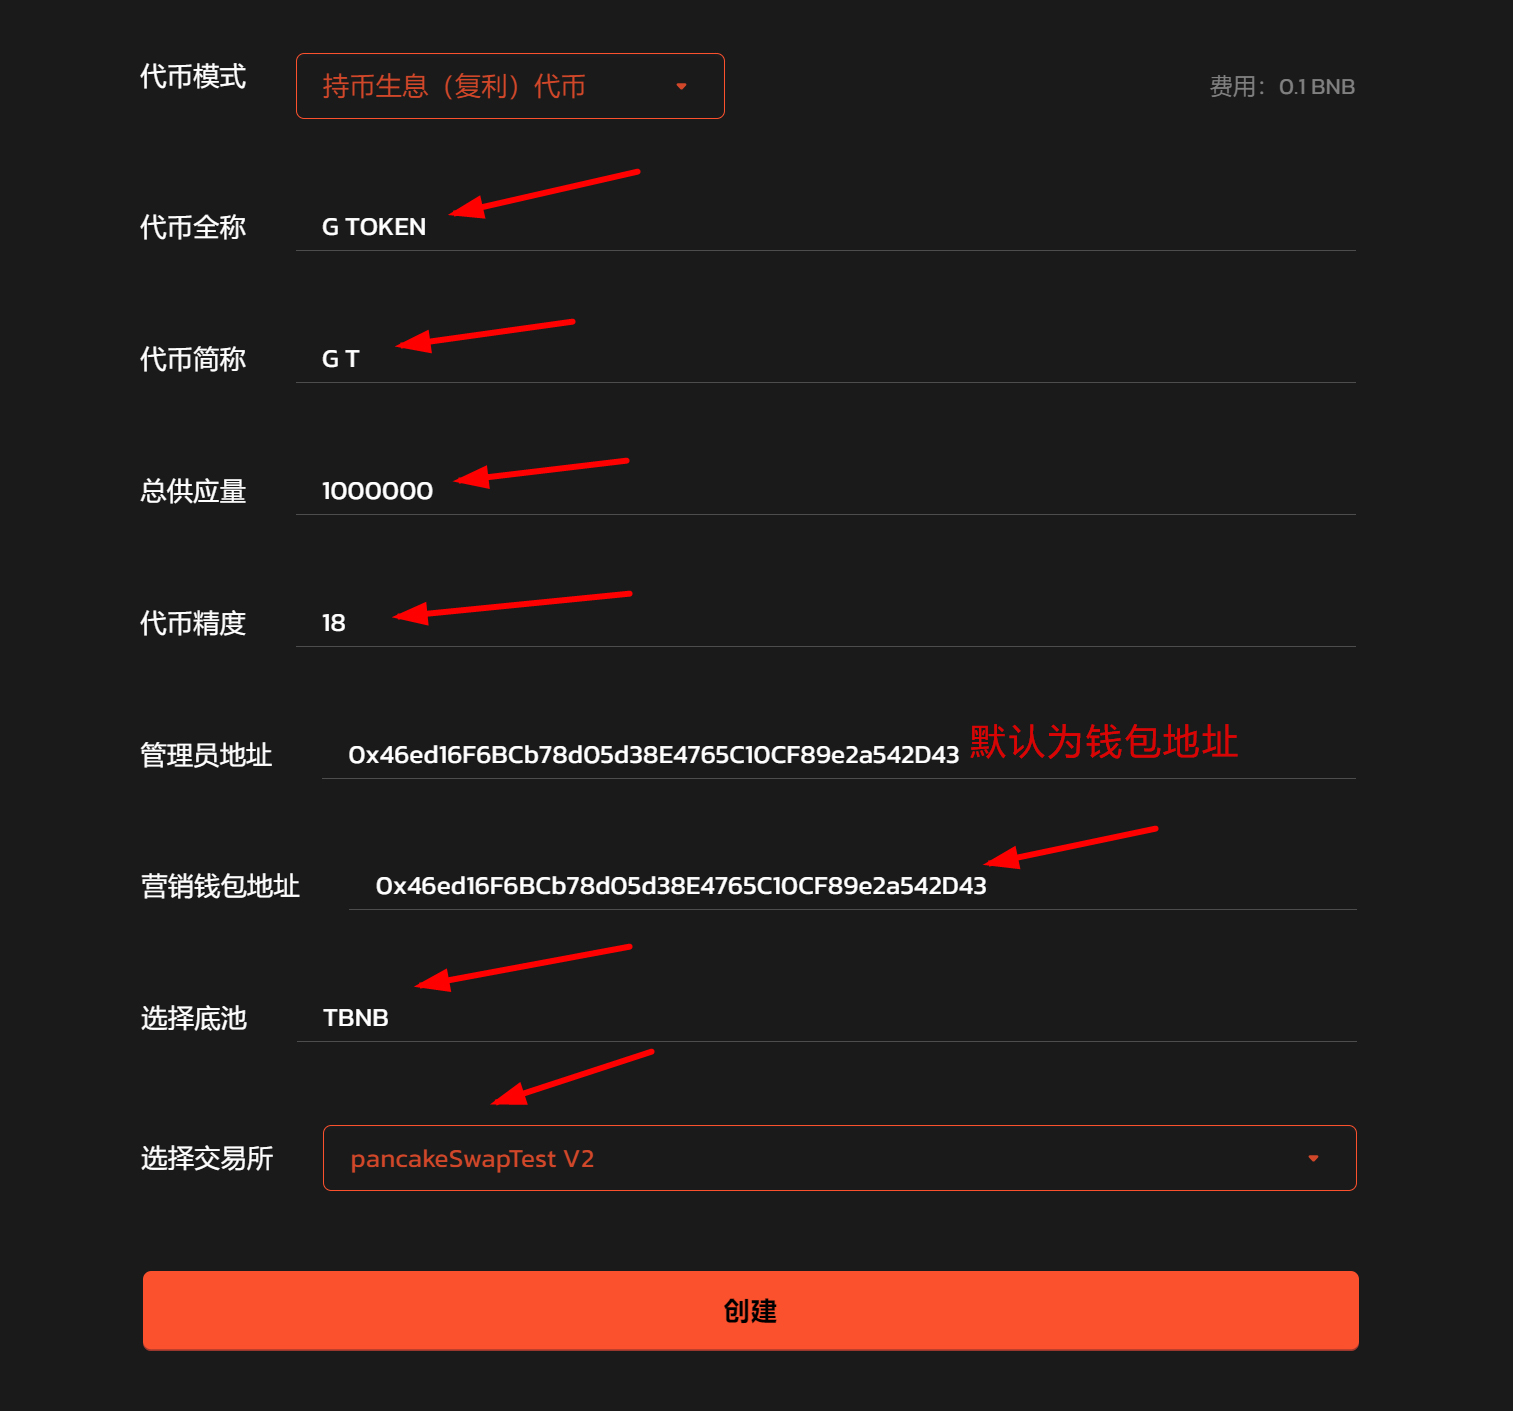 代币模式
持币生息（复利）代币
费用：0.1 BNB
代币全称
G TOKEN
代币简称
G T
总供应量
1000000
代币精度
18
管理员地址
0x46ed16F6BCb78d05d38E4765C10CF89e2a542D43
默认为钱包地址
营销钱包地址
0x46ed16F6BCb78d05d38E4765C10CF89e2a542D43
选择底池
TBNB
选择交易所
pancakeSwapTest V2
创建